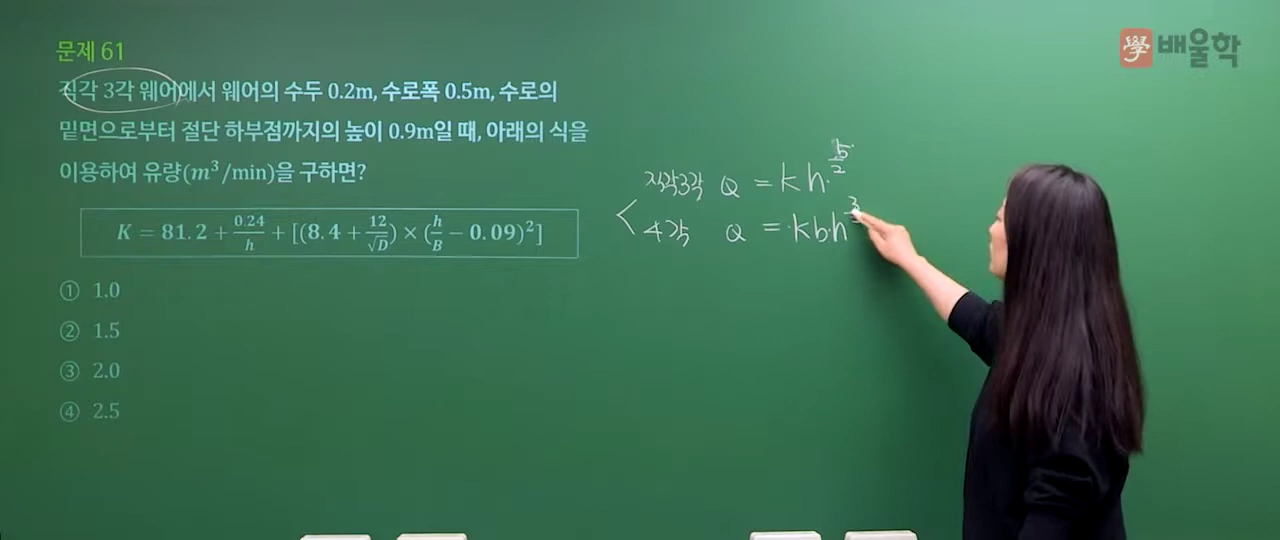 문제 61
직각 3각 웨어에서 웨어의 수두 0.2m, 수로폭 0.5m, 수로의
밑면으로부터 절단 하부점까지의 높이 0.9m일 때, 아래의 식을
이용하여 유량(m³/min)을 구하면?
K = 81.2 + \frac{0.24}{h} + [(8.4 + \frac{12}{\sqrt{D}}) × (\frac{h}{B} − 0.09)²]
① 1.0
② 1.5
③ 2.0
④ 2.5
學 배울학
직각3각 Q = k h^{\frac{5}{2}}
< 4각 Q = k·b·h^{3}